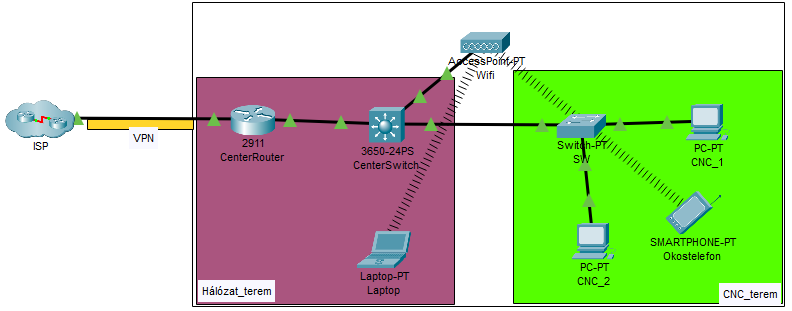 AccessPoint-PT
Wifi
ISP
VPN
2911
CenterRouter
3650-24PS
CenterSwitch
Switch-PT
SW
PC-PT
CNC_1
Laptop-PT
Laptop
SMARTPHONE-PT
Okostelefon
PC-PT
CNC_2
Hálózat_terem
CNC_terem